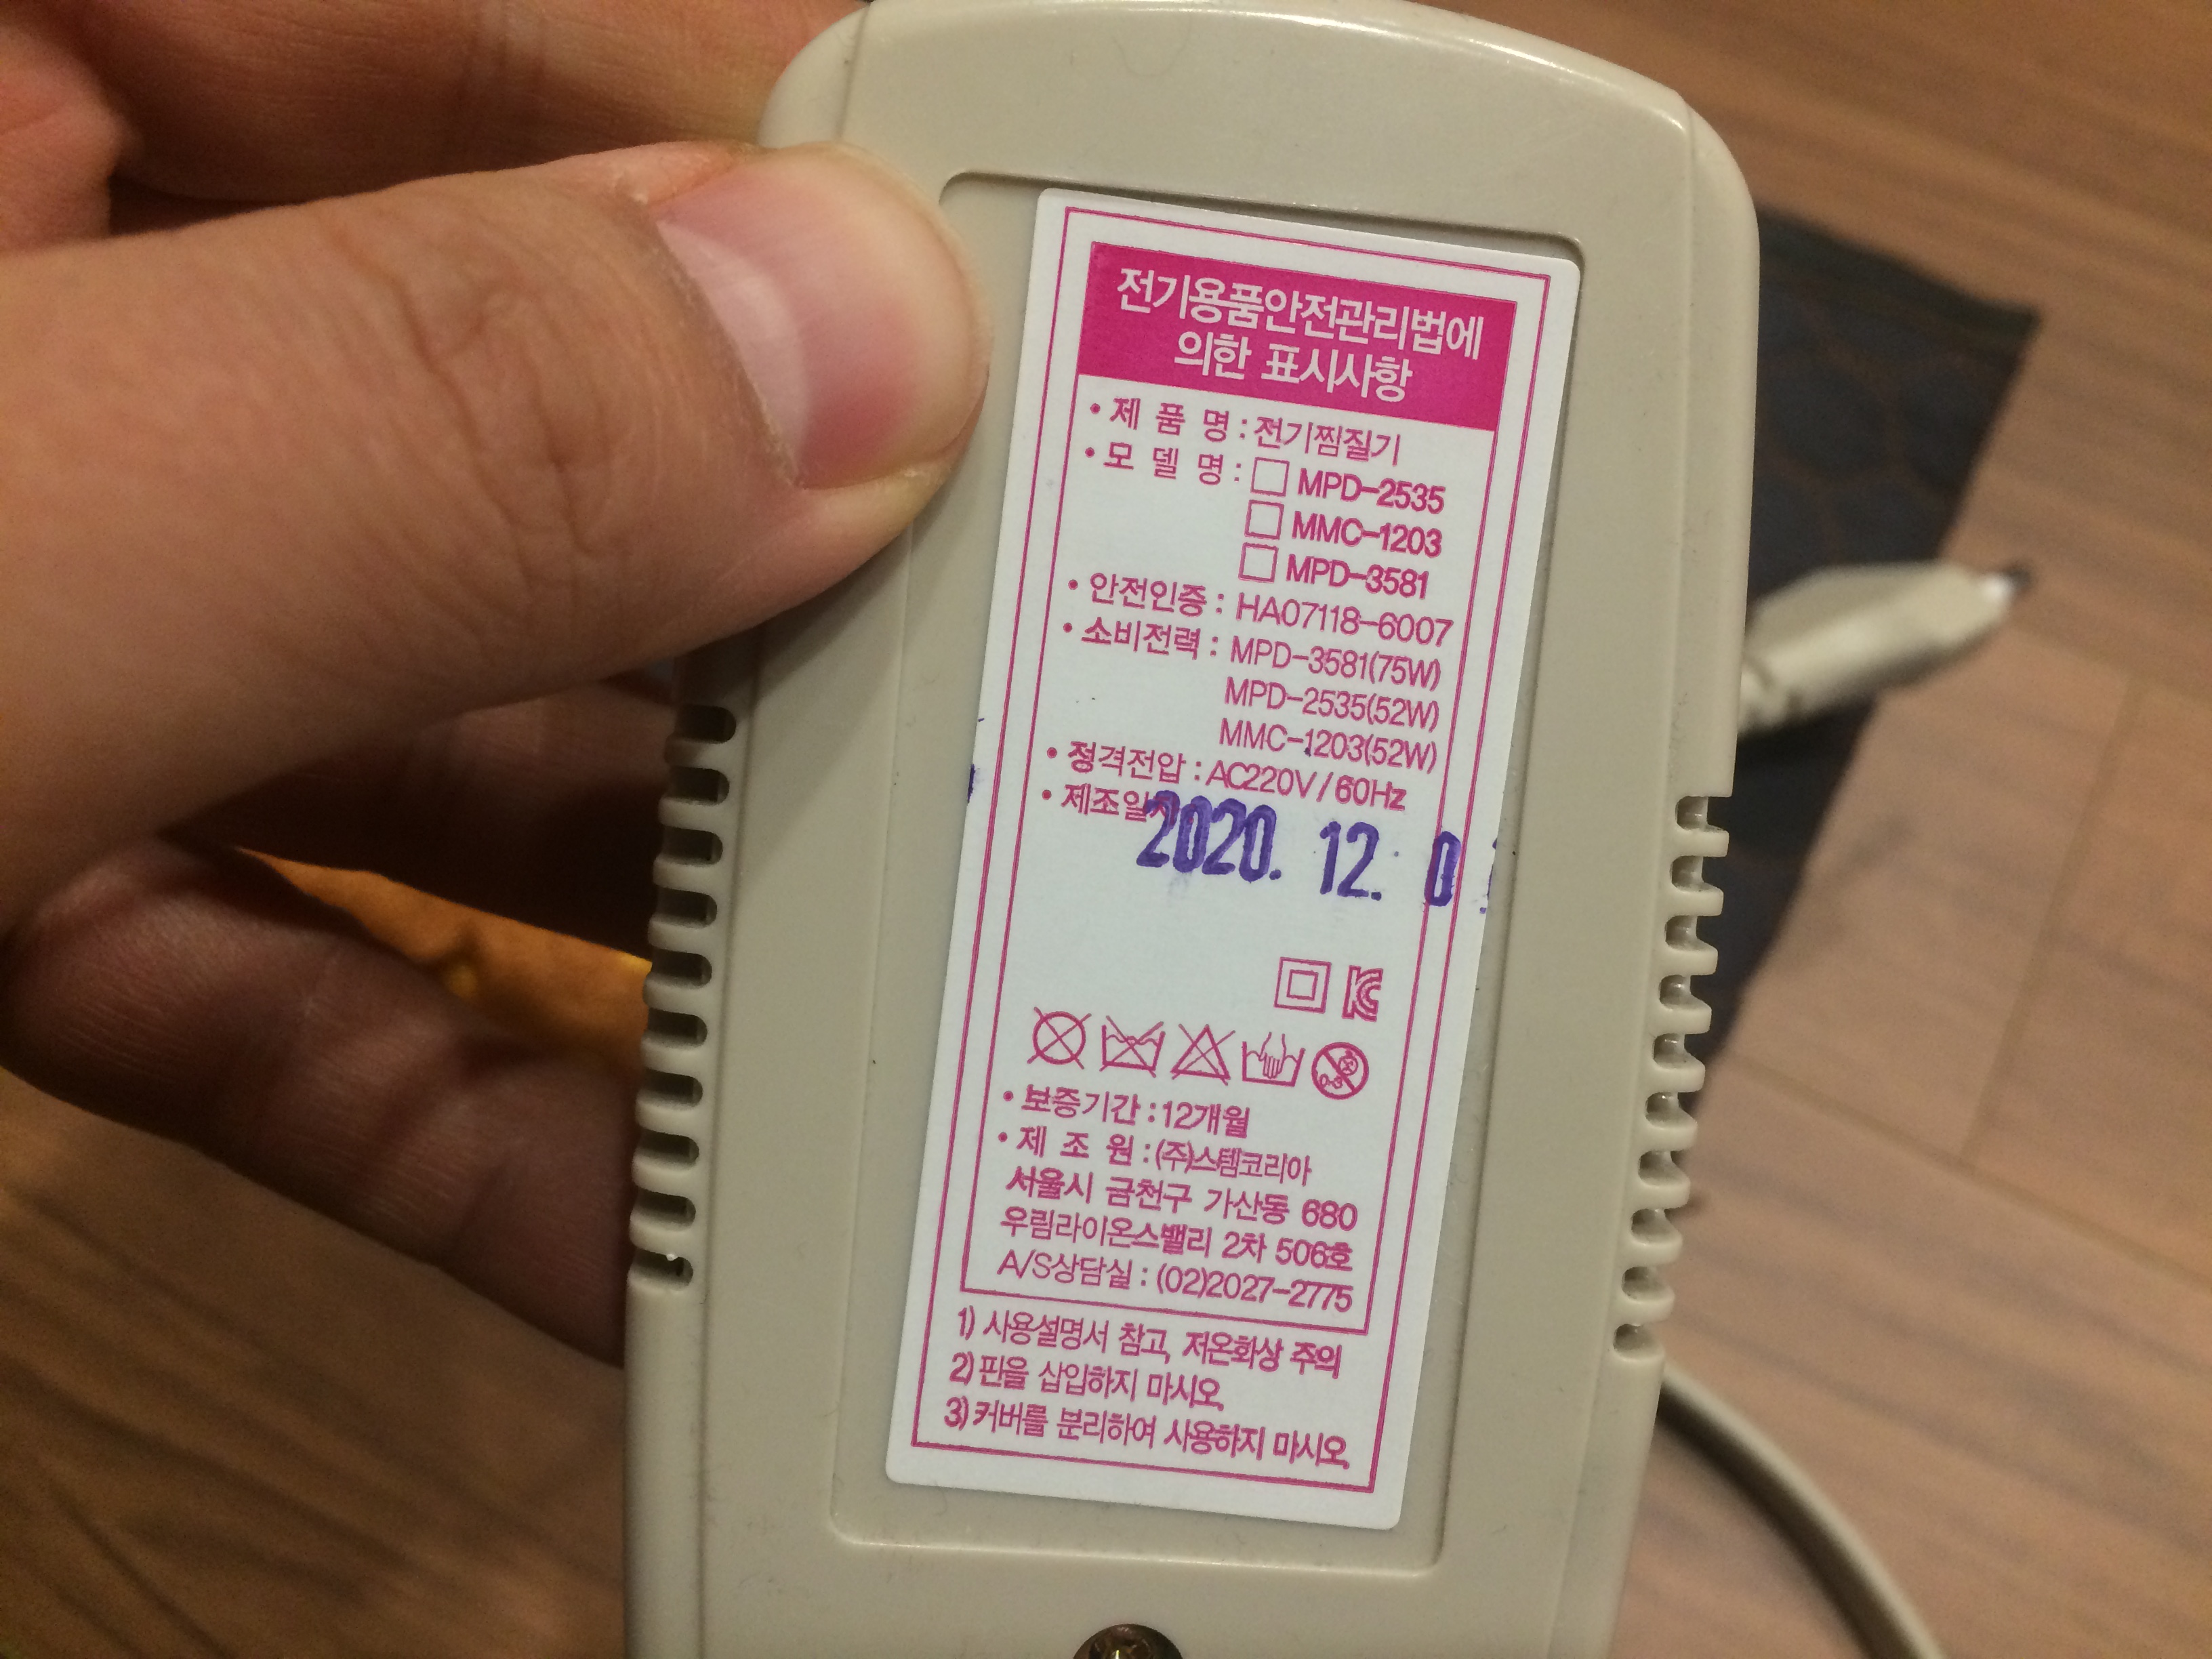 전기용품안전관리법에
의한 표시사항
• 제 품 명 : 전기찜질기
• 모 델 명 : □ MPD-2535
□ MMC-1203
□ MPD-3581
• 안전인증 : HA07118-6007
• 소비전력 : MPD-3581(75W)
MPD-2535(52W)
MMC-1203(52W)
• 정격전압 : AC220V/60Hz
• 제조일자
2020. 12. 0
• 보증기간 : 12개월
• 제 조 원 : (주)스템코리아
서울시 금천구 가산동 680
우림라이온스밸리 2차 506호
A/S상담실 : (02)2027-2775
1) 사용설명서 참고, 저온화상 주의
2) 판을 삽입하지 마시오,
3) 커버를 분리하여 사용하지 마시오,